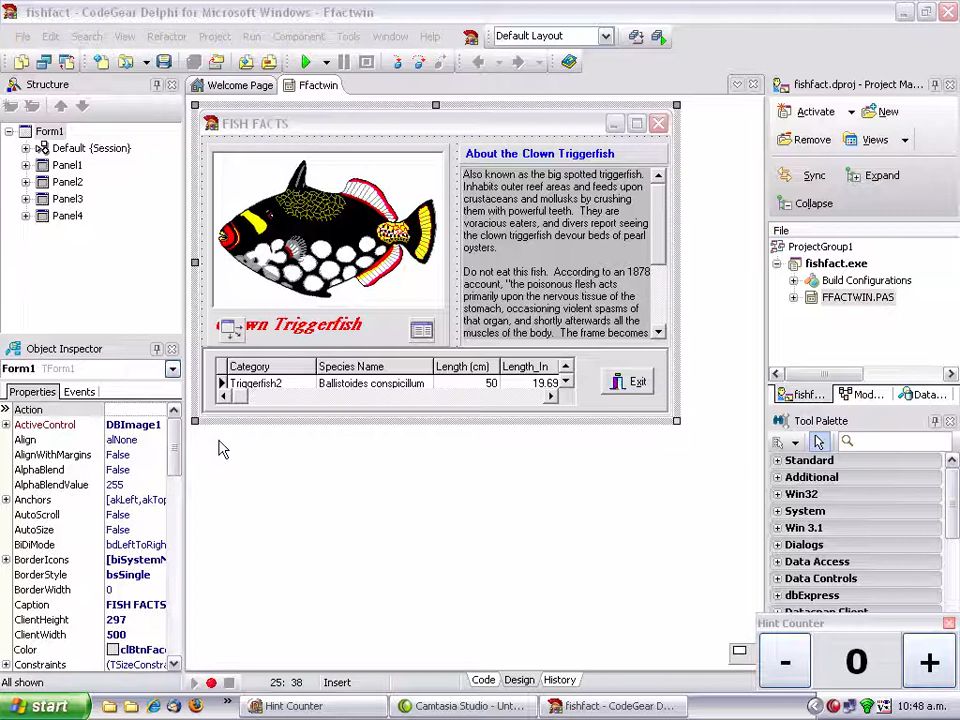 fishfact - CodeGear Delphi for Microsoft Windows - Ffactwin
File Edit Search View Refactor Project Run Component Tools Window Help
Default Layout
Structure
Welcome Page Ffactwin
fishfact.dproj - Project Ma...
Form1
Default {Session}
Panel1
Panel2
Panel3
Panel4
FISH FACTS
About the Clown Triggerfish
Also known as the big spotted triggerfish.
Inhabits outer reef areas and feeds upon
crustaceans and mollusks by crushing
them with powerful teeth. They are
voracious eaters, and divers report seeing
the clown triggerfish devour beds of pearl
oysters.
Do not eat this fish. According to an 1878
account, "the poisonous flesh acts
primarily upon the nervous tissue of the
stomach, occasioning violent spasms of
that organ, and shortly afterwards all the
muscles of the body. The frame becomes
wn Triggerfish
Category Species Name Length (cm) Length_In
Triggerfish2 Ballistoides conspicillum 50 19.69
Exit
Activate New
Remove Views
Sync Expand
Collapse
File
ProjectGroup1
fishfact.exe
Build Configurations
FFACTWIN.PAS
fishf... Mod... Data...
Object Inspector
Form1 TForm1
Properties Events
Action
ActiveControl DBImage1
Align alNone
AlignWithMargins False
AlphaBlend False
AlphaBlendValue 255
Anchors [akLeft,akTop
AutoScroll False
AutoSize False
BiDiMode bdLeftToRigh
BorderIcons [biSystemM
BorderStyle bsSingle
BorderWidth 0
Caption FISH FACTS
ClientHeight 297
ClientWidth 500
Color clBtnFace
Constraints (TSizeConstra
All shown
Tool Palette
Standard
Additional
Win32
System
Win 3.1
Dialogs
Data Access
Data Controls
dbExpress
Datasnap Client
Hint Counter
- 0 +
25: 38 Insert
Code Design History
start
Hint Counter
Camtasia Studio - Unt...
fishfact - CodeGear D...
10:48 a.m.